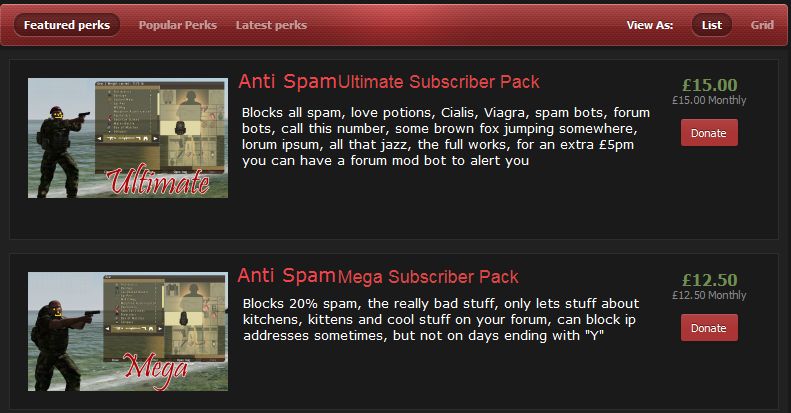 Featured perks Popular Perks Latest perks View As: List Grid
Anti Spam Ultimate Subscriber Pack
£15.00
£15.00 Monthly
Donate
Blocks all spam, love potions, Cialis, Viagra, spam bots, forum
bots, call this number, some brown fox jumping somewhere,
lorum ipsum, all that jazz, the full works, for an extra £5pm
you can have a forum mod bot to alert you
Ultimate
Anti Spam Mega Subscriber Pack
£12.50
£12.50 Monthly
Donate
Blocks 20% spam, the really bad stuff, only lets stuff about
kitchens, kittens and cool stuff on your forum, can block ip
addresses sometimes, but not on days ending with "Y"
Mega